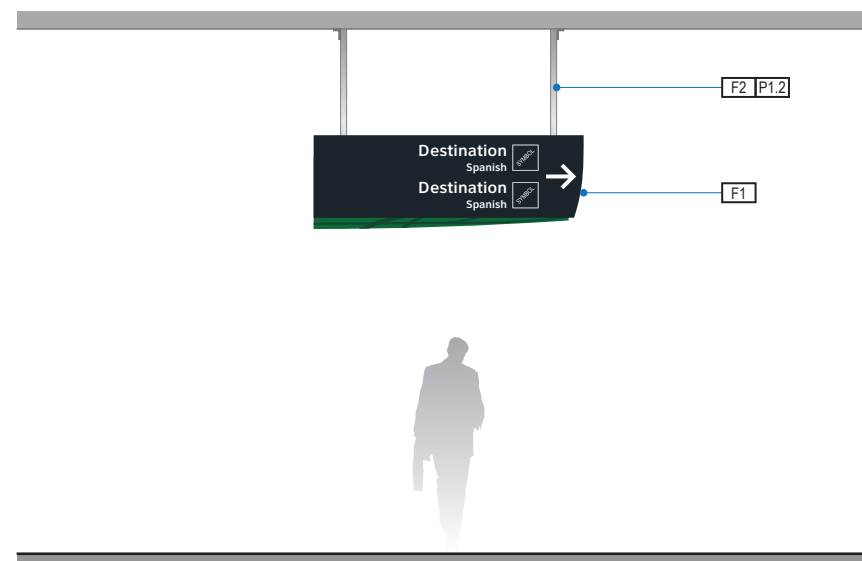 F2 P1.2
Destination
Spanish
SYMBOL
Destination
Spanish
SYMBOL
F1